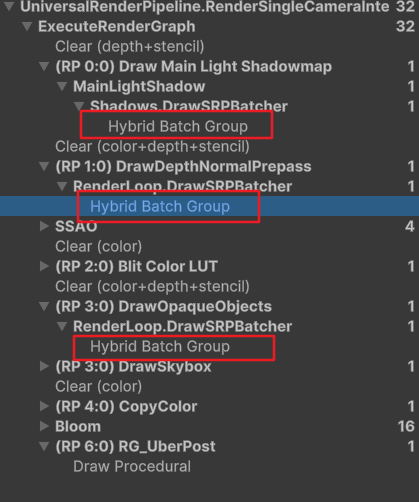 UniversalRenderPipeline.RenderSingleCameraInte 32
ExecuteRenderGraph 32
Clear (depth+stencil)
(RP 0:0) Draw Main Light Shadowmap 1
MainLightShadow 1
Shadows.DrawSRPBatcher 1
Hybrid Batch Group
Clear (color+depth+stencil)
(RP 1:0) DrawDepthNormalPrepass 1
RenderLoop.DrawSRPBatcher 1
Hybrid Batch Group
SSAO 4
Clear (color)
(RP 2:0) Blit Color LUT 1
Clear (color+depth+stencil)
(RP 3:0) DrawOpaqueObjects 1
RenderLoop.DrawSRPBatcher 1
Hybrid Batch Group
(RP 3:0) DrawSkybox 1
Clear (color)
(RP 4:0) CopyColor 1
Bloom 16
(RP 6:0) RG_UberPost 1
Draw Procedural